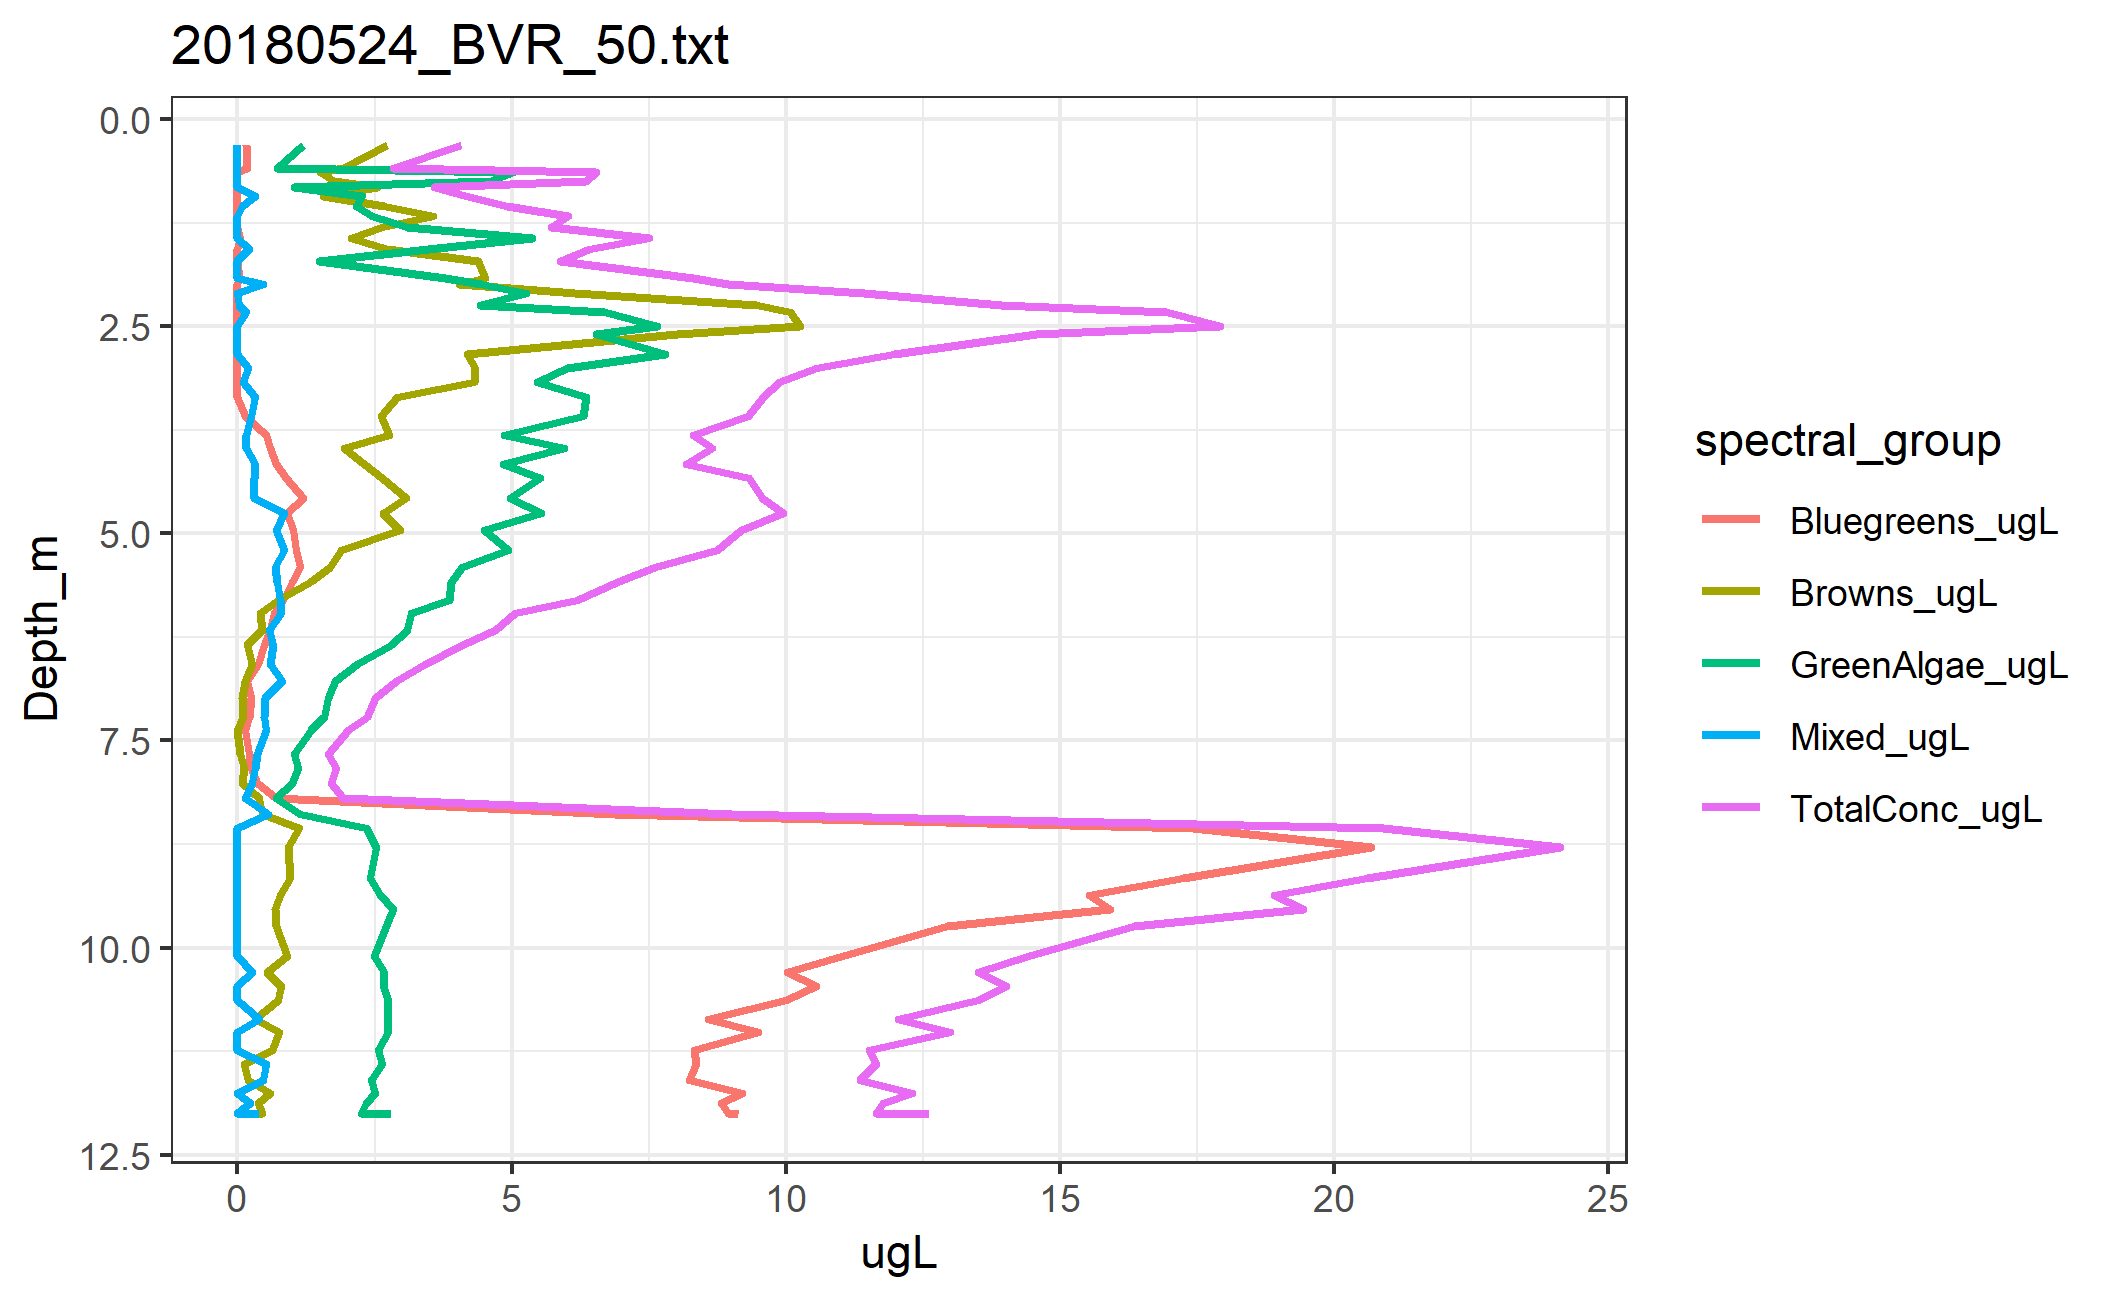 20180524_BVR_50.txt
0.0
2.5
5.0
7.5
10.0
12.5
Depth_m
0 5 10 15 20 25
ugL
spectral_group
Bluegreens_ugL
Browns_ugL
GreenAlgae_ugL
Mixed_ugL
TotalConc_ugL